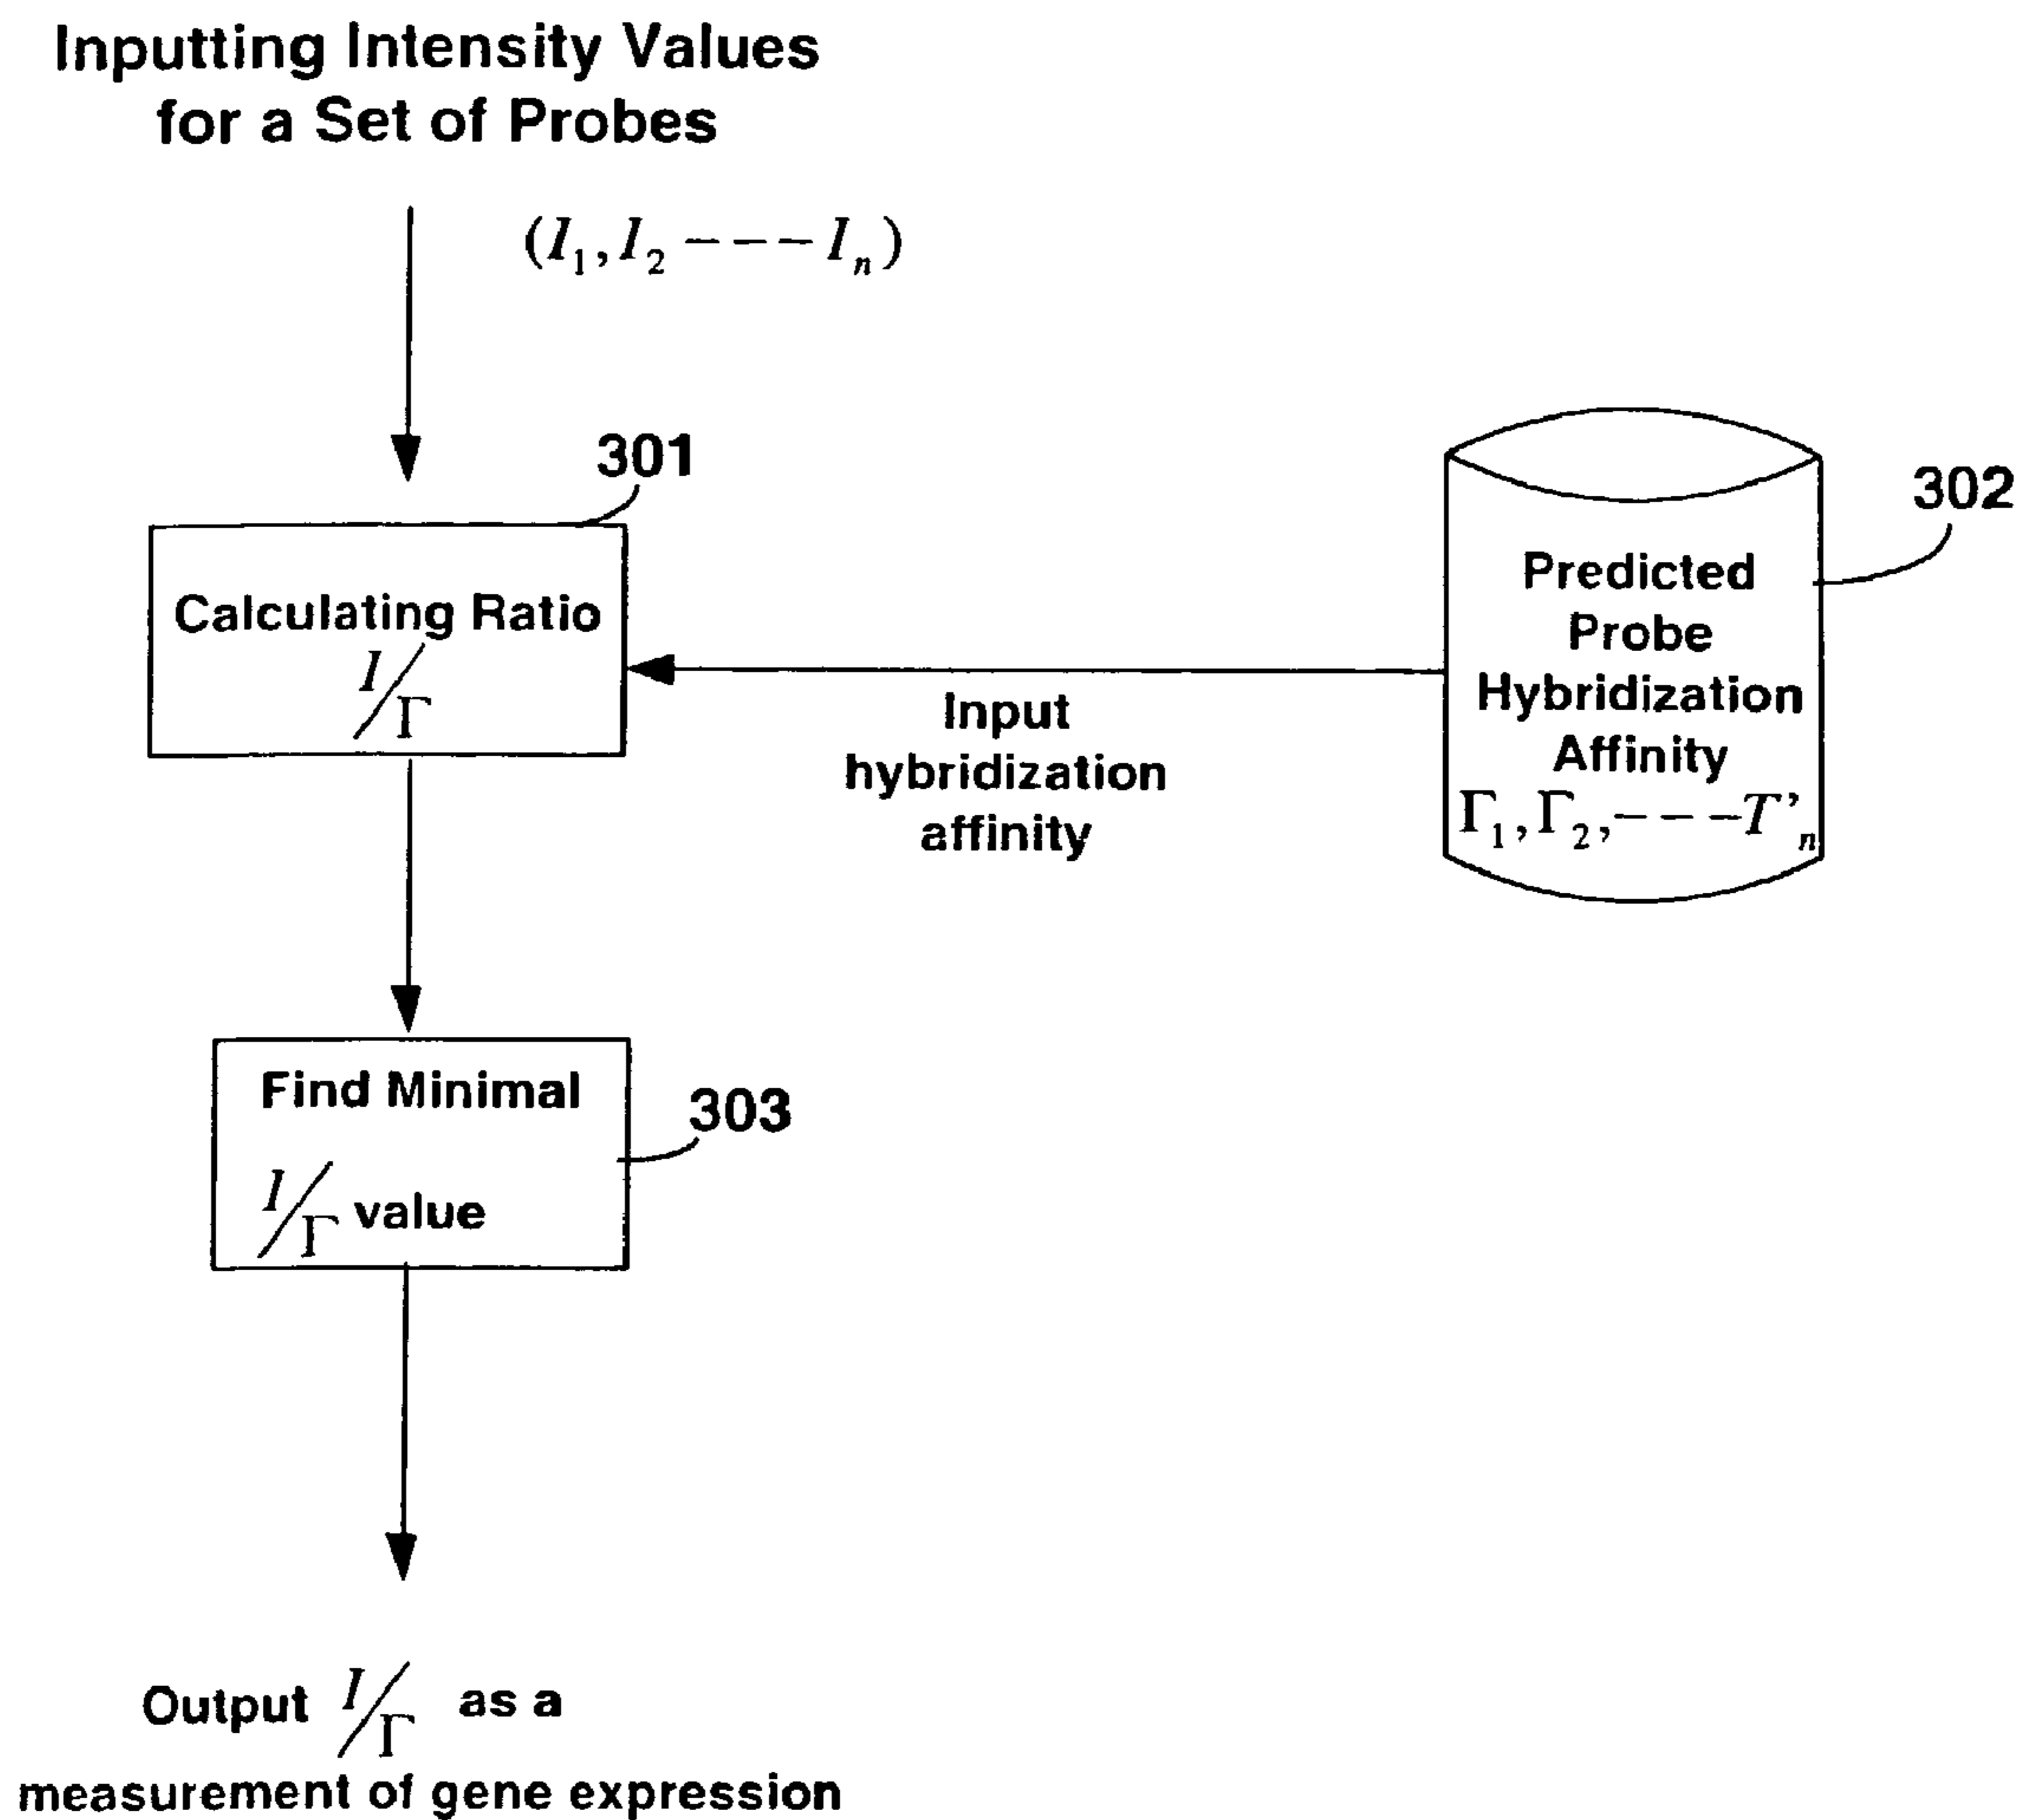 Inputting Intensity Values
for a Set of Probes
(I₁, I₂ - - - Iₙ)
301
Calculating Ratio
I/Γ
302
Predicted
Probe
Hybridization
Affinity
Γ₁, Γ₂, - - - T’ₙ
Input
hybridization
affinity
Find Minimal
I/Γ value
303
Output I/Γ as a
measurement of gene expression